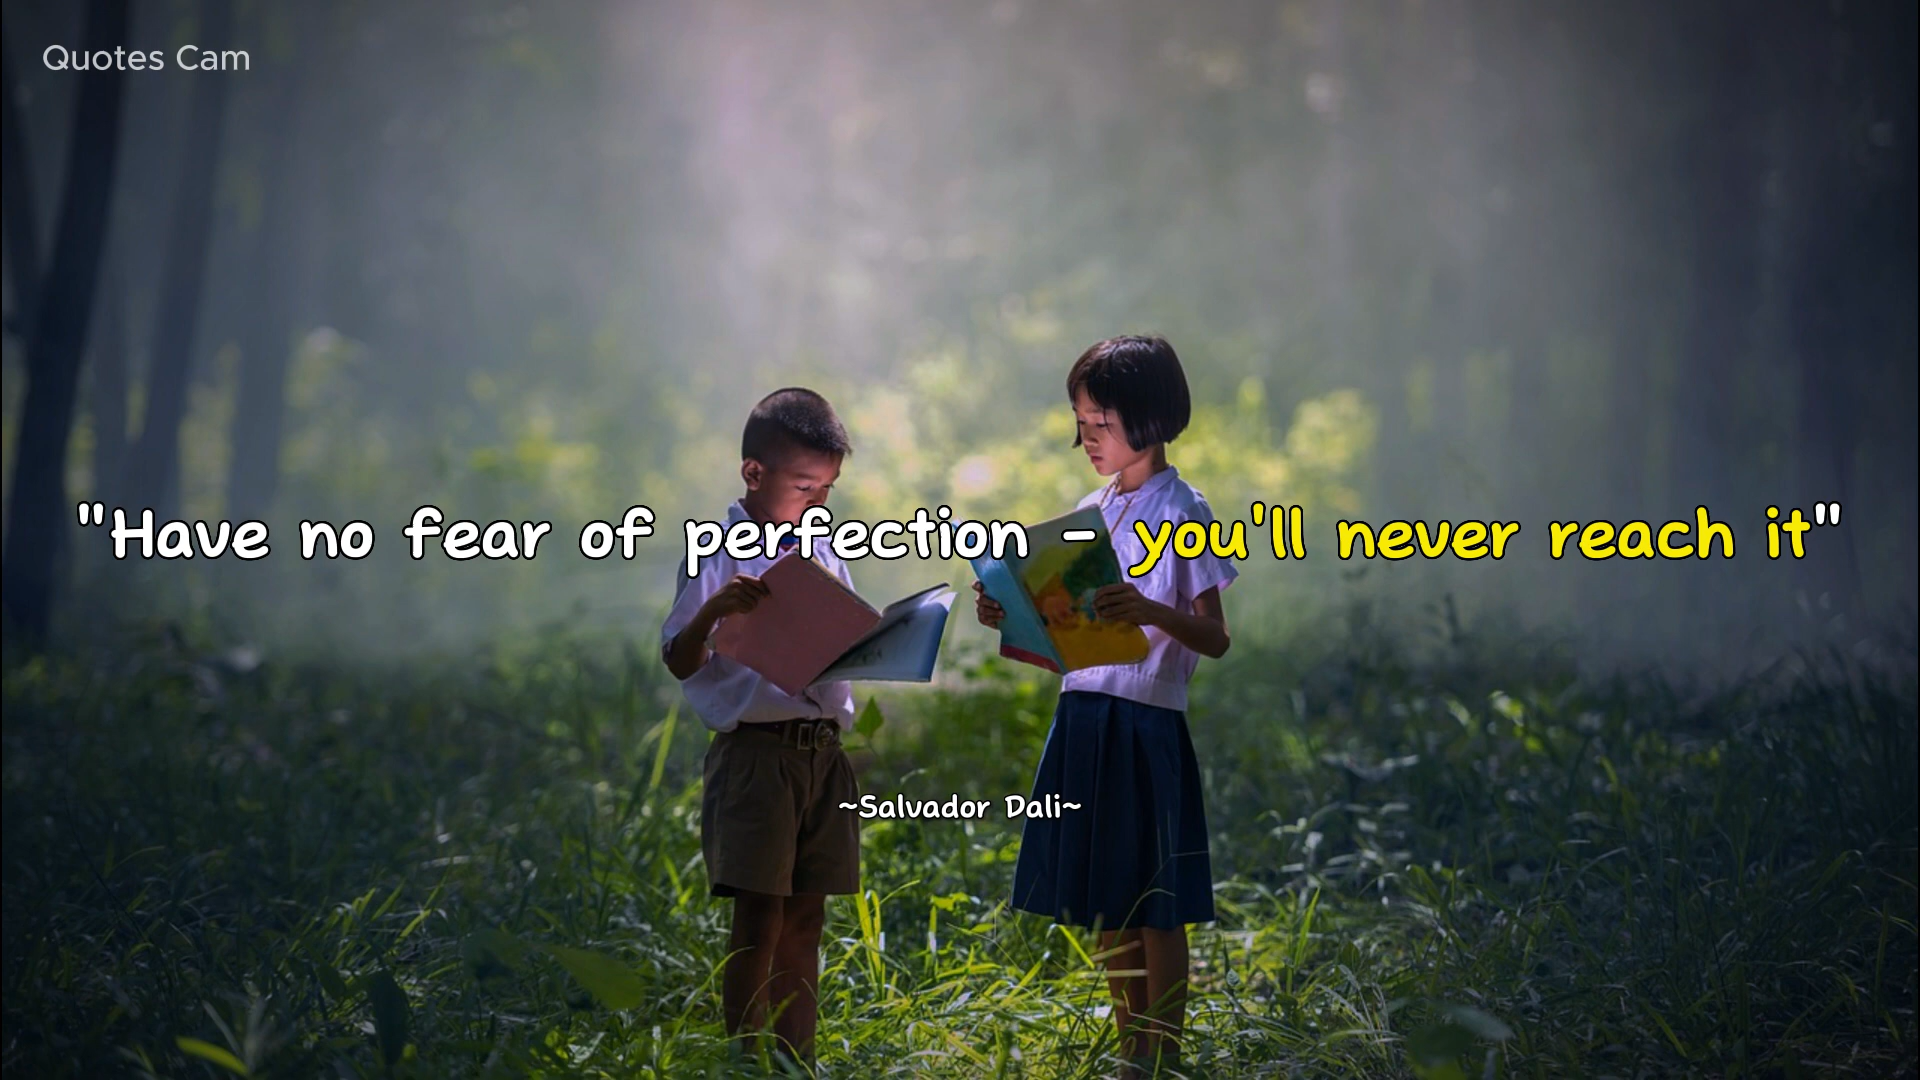 Quotes Cam
"Have no fear of perfection - you'll never reach it"
~Salvador Dali~